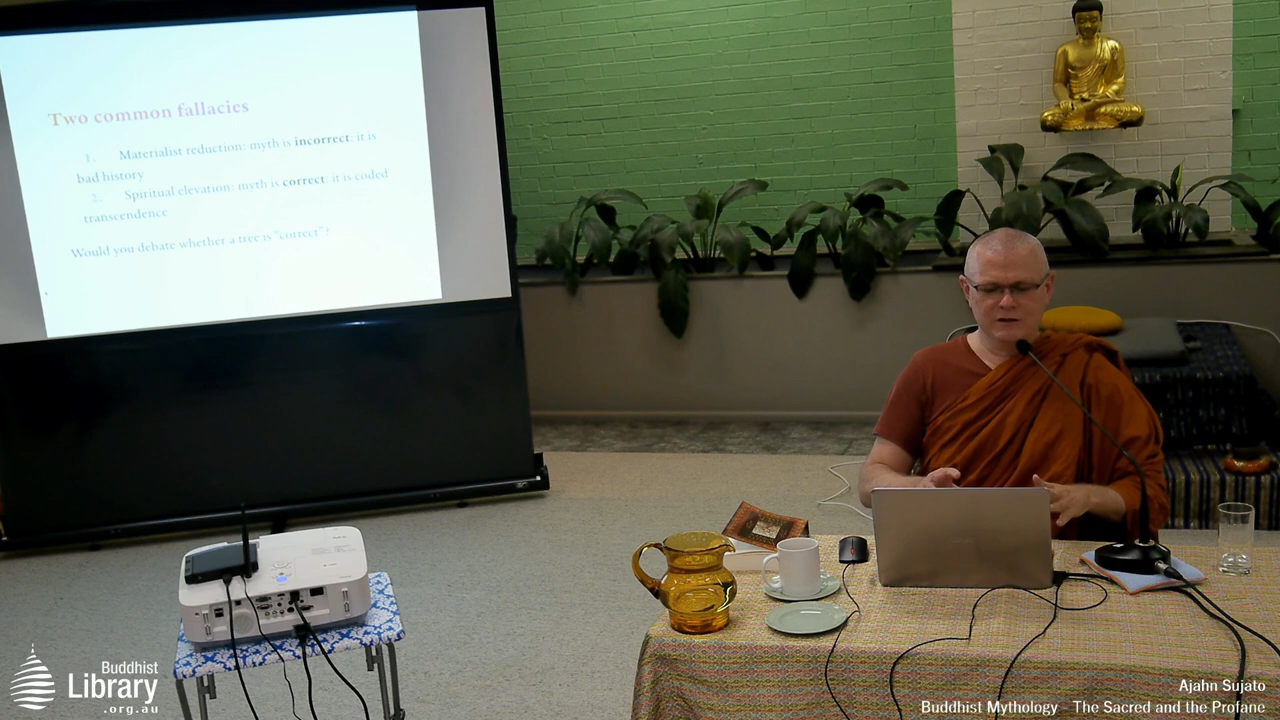 Two common fallacies
1. Materialist reduction: myth is incorrect: it is
bad history
2. Spiritual elevation: myth is correct: it is coded
transcendence
Would you debate whether a tree is "correct"?
Buddhist
Library
.org.au
Ajahn Sujato
Buddhist Mythology The Sacred and the Profane